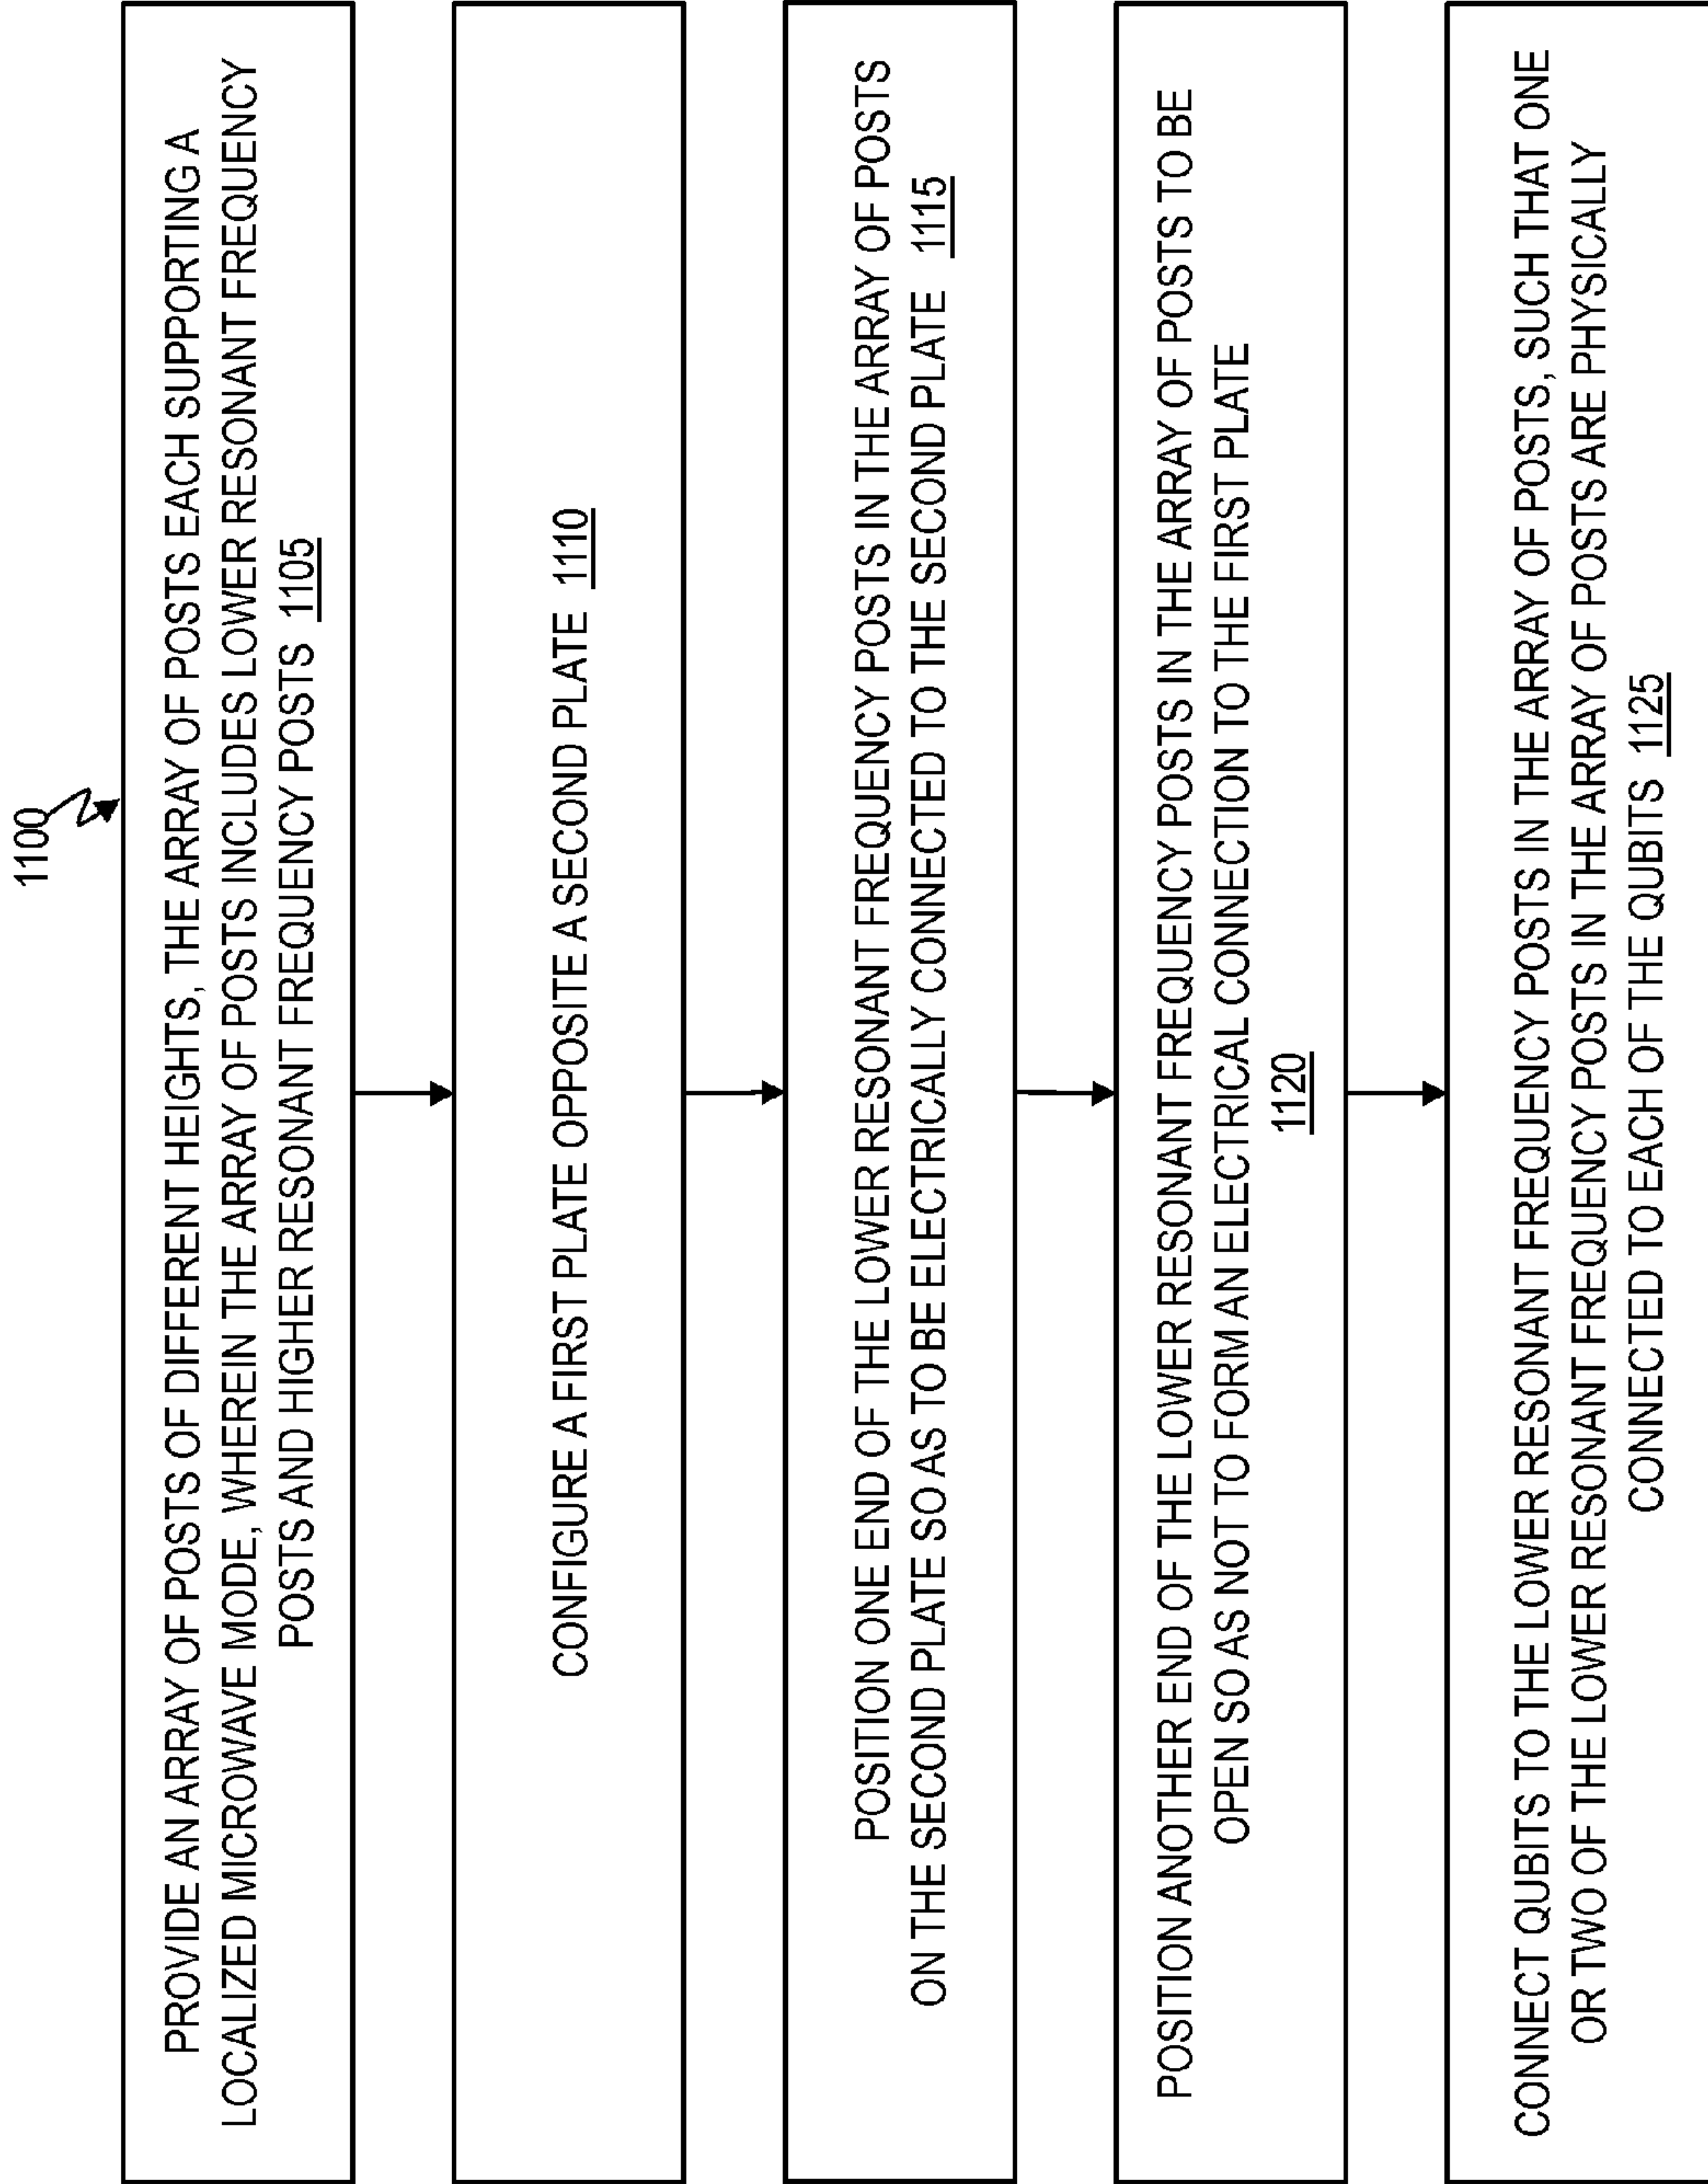 1100
PROVIDE AN ARRAY OF POSTS OF DIFFERENT HEIGHTS, THE ARRAY OF POSTS EACH SUPPORTING A
LOCALIZED MICROWAVE MODE, WHEREIN THE ARRAY OF POSTS INCLUDES LOWER RESONANT FREQUENCY
POSTS AND HIGHER RESONANT FREQUENCY POSTS 1105
CONFIGURE A FIRST PLATE OPPOSITE A SECOND PLATE 1110
POSITION ONE END OF THE LOWER RESONANT FREQUENCY POSTS IN THE ARRAY OF POSTS
ON THE SECOND PLATE SO AS TO BE ELECTRICALLY CONNECTED TO THE SECOND PLATE 1115
POSITION ANOTHER END OF THE LOWER RESONANT FREQUENCY POSTS IN THE ARRAY OF POSTS TO BE
OPEN SO AS NOT TO FORM AN ELECTRICAL CONNECTION TO THE FIRST PLATE
1120
CONNECT QUBITS TO THE LOWER RESONANT FREQUENCY POSTS IN THE ARRAY OF POSTS, SUCH THAT ONE
OR TWO OF THE LOWER RESONANT FREQUENCY POSTS IN THE ARRAY OF POSTS ARE PHYSICALLY
CONNECTED TO EACH OF THE QUBITS 1125